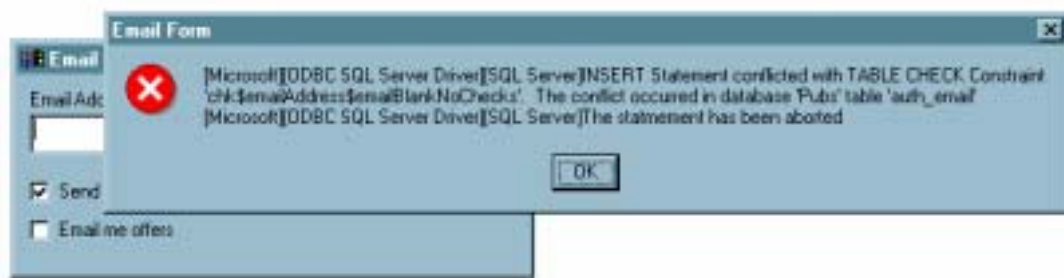 Email Form
Email
[Microsoft][ODBC SQL Server Driver][SQL Server]INSERT Statement conflicted with TABLE CHECK Constraint
'chk$emailAddress$emailBlankNoChecks'. The conflict occurred in database 'Pubs' table 'auth_email'
[Microsoft][ODBC SQL Server Driver][SQL Server]The statmement has been aborted
Email Add
OK
Send
Email me offers